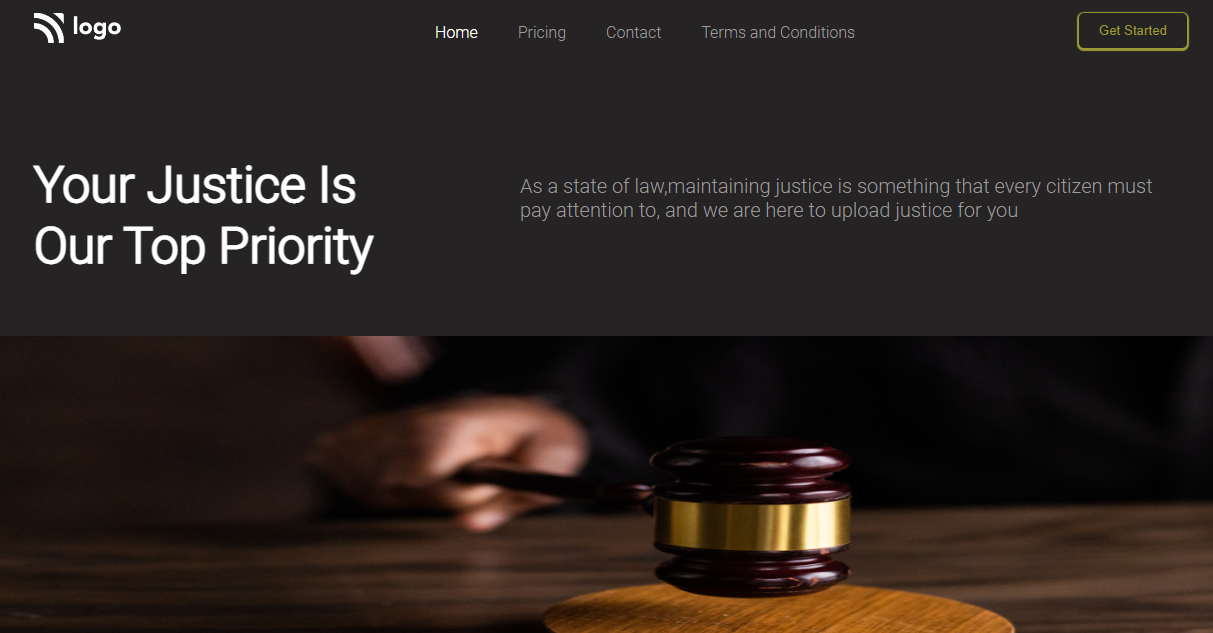 logo
Home
Pricing
Contact
Terms and Conditions
Get Started
Your Justice Is
Our Top Priority
As a state of law,maintaining justice is something that every citizen must
pay attention to, and we are here to upload justice for you